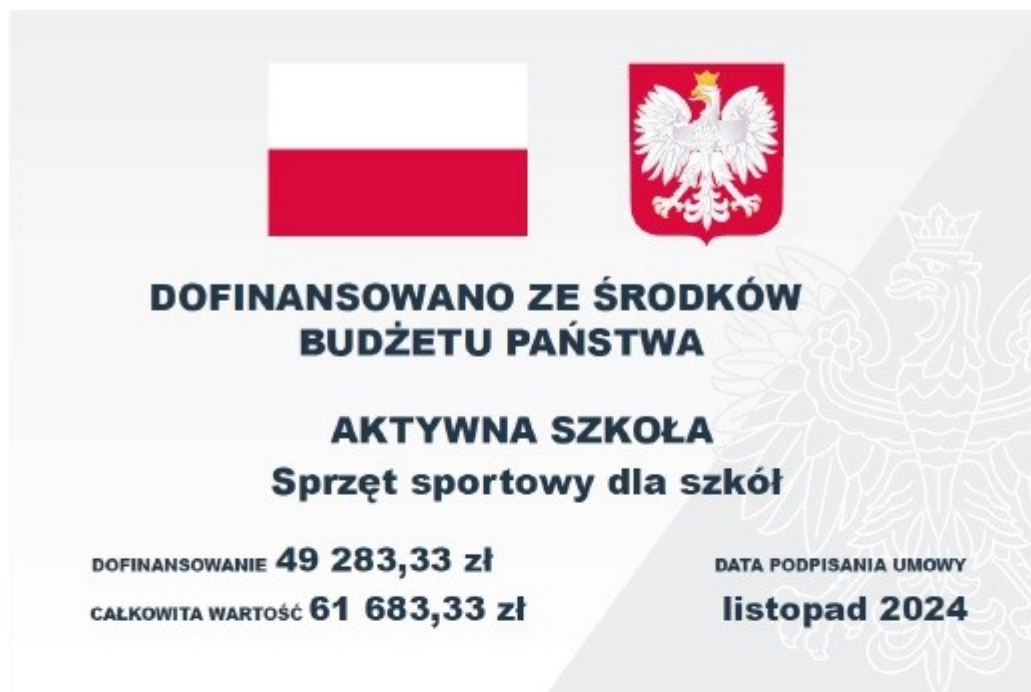 DOFINANSOWANO ZE ŚRODKÓW
BUDŻETU PAŃSTWA
AKTYWNA SZKOŁA
Sprzęt sportowy dla szkół
DOFINANSOWANIE 49 283,33 zł
CAŁKOWITA WARTOŚĆ 61 683,33 zł
DATA PODPISANIA UMOWY
listopad 2024